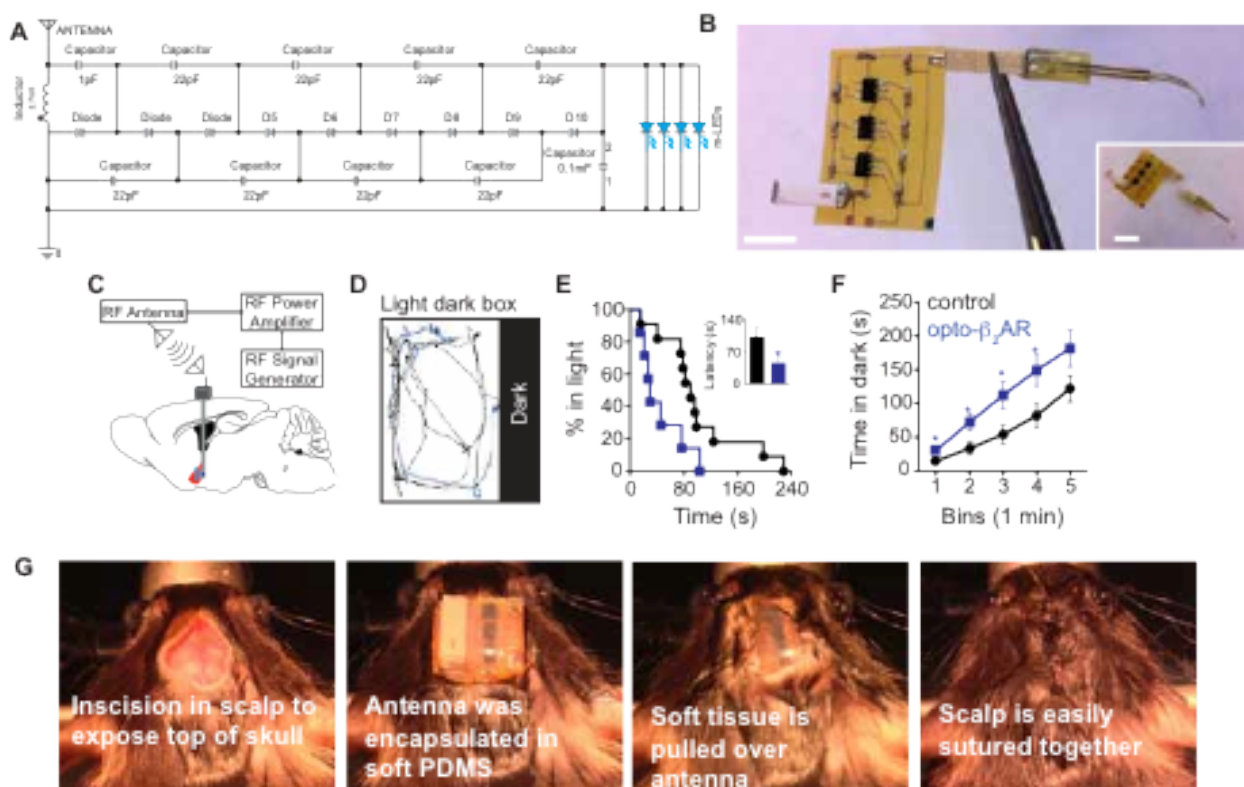 A
ANTENNA
Capacitor Capacitor Capacitor Capacitor Capacitor
1pF 22pF 22pF 22pF 22pF
Inductor
Diode Diode Diode D5 D6 D7 D8 D9 D10
Capacitor Capacitor Capacitor Capacitor
Capacitor
0.1mF
2
1
22pF 22pF 22pF 22pF
m-LEDs
B
C
RF Antenna
RF Power
Amplifier
RF Signal
Generator
D
Light dark box
Dark
E
% in light
100
80
60
40
20
0
0 80 160 240
Time (s)
Latency (s)
140
70
0
F
control
opto-β₂AR
Time in dark (s)
250
200
150
100
50
0
1 2 3 4 5
Bins (1 min)
G
Inscision in scalp to
expose top of skull
Antenna was
encapsulated in
soft PDMS
Soft tissue is
pulled over
antenna
Scalp is easily
sutured together